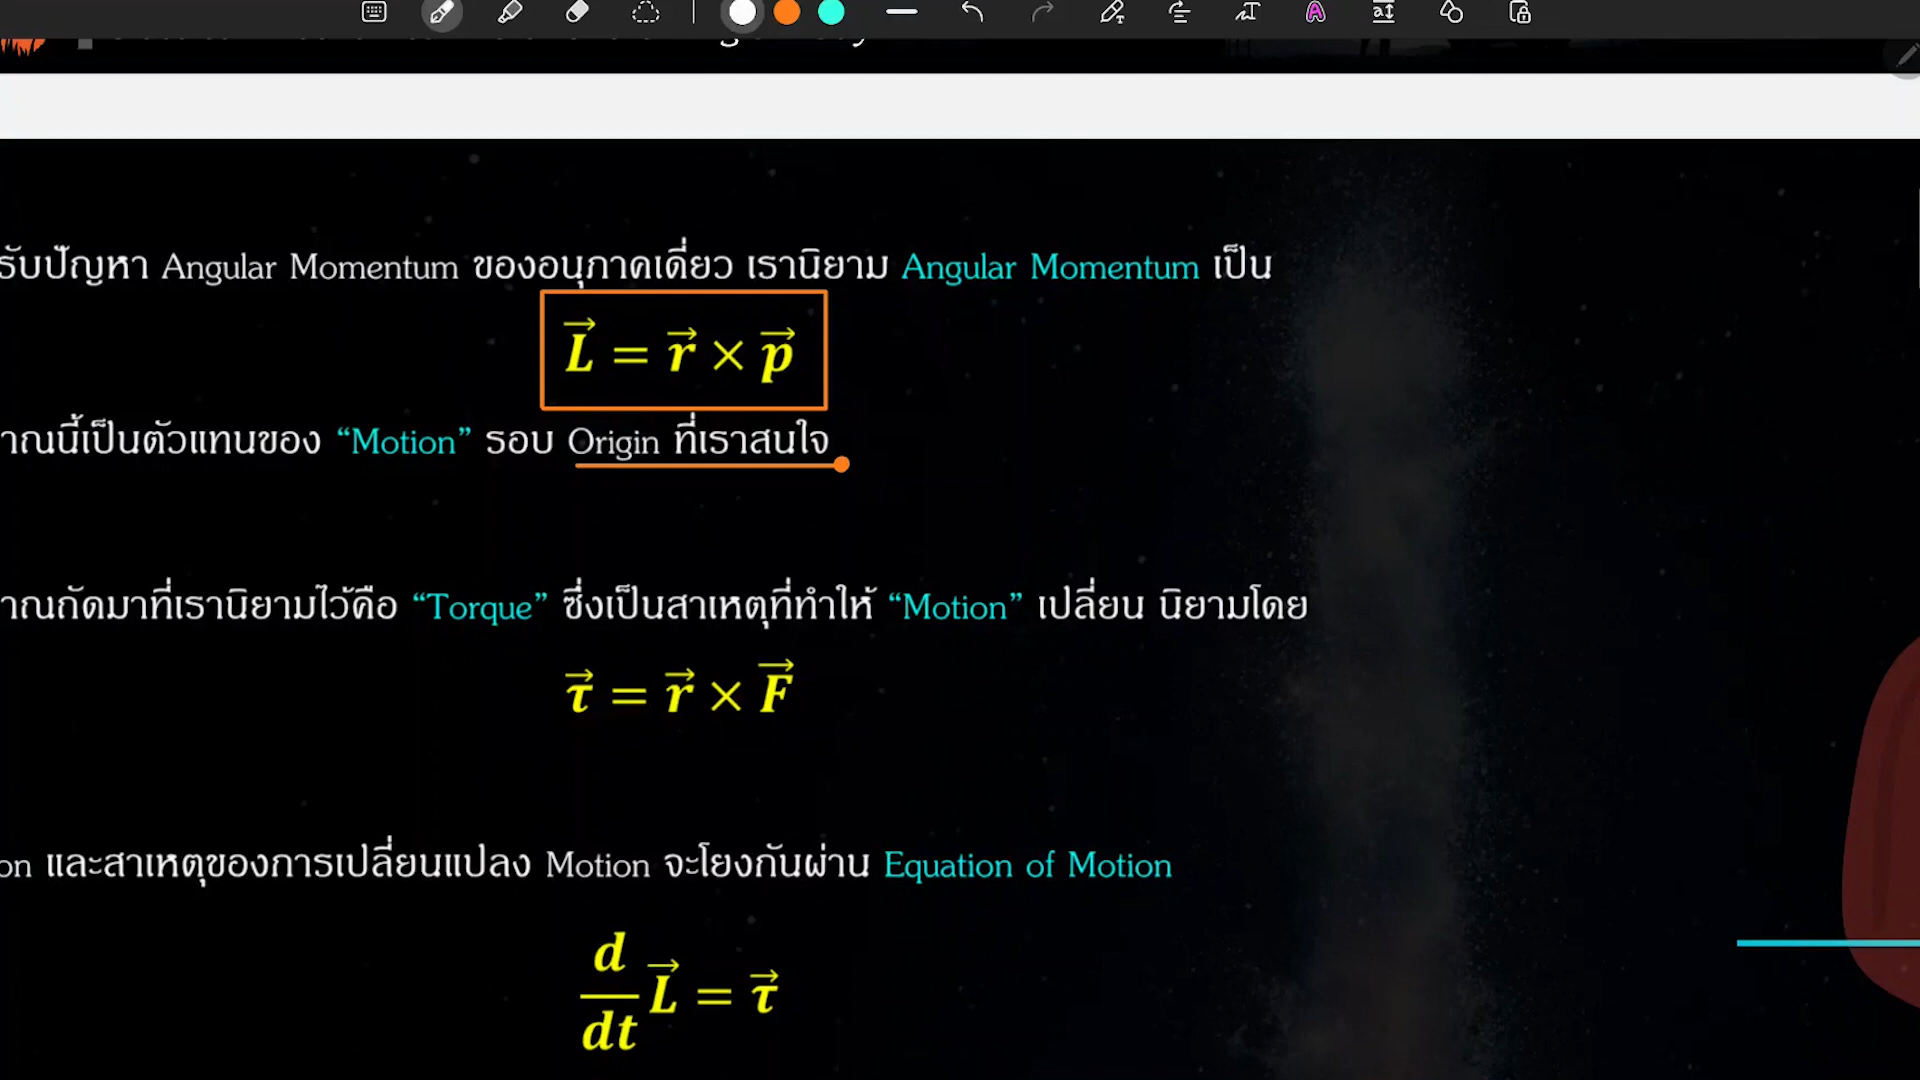 รับปัญหา Angular Momentum ของอนุภาคเดี่ยว เรานิยาม Angular Momentum เป็น
L⃗ = r⃗ × p⃗
าณนี้เป็นตัวแทนของ “Motion” รอบ Origin ที่เราสนใจ
าณถัดมาที่เรานิยามไว้คือ “Torque” ซึ่งเป็นสาเหตุที่ทำให้ “Motion” เปลี่ยน นิยามโดย
τ⃗ = r⃗ × F⃗
on และสาเหตุของการเปลี่ยนแปลง Motion จะโยงกันผ่าน Equation of Motion
d/dt L⃗ = τ⃗